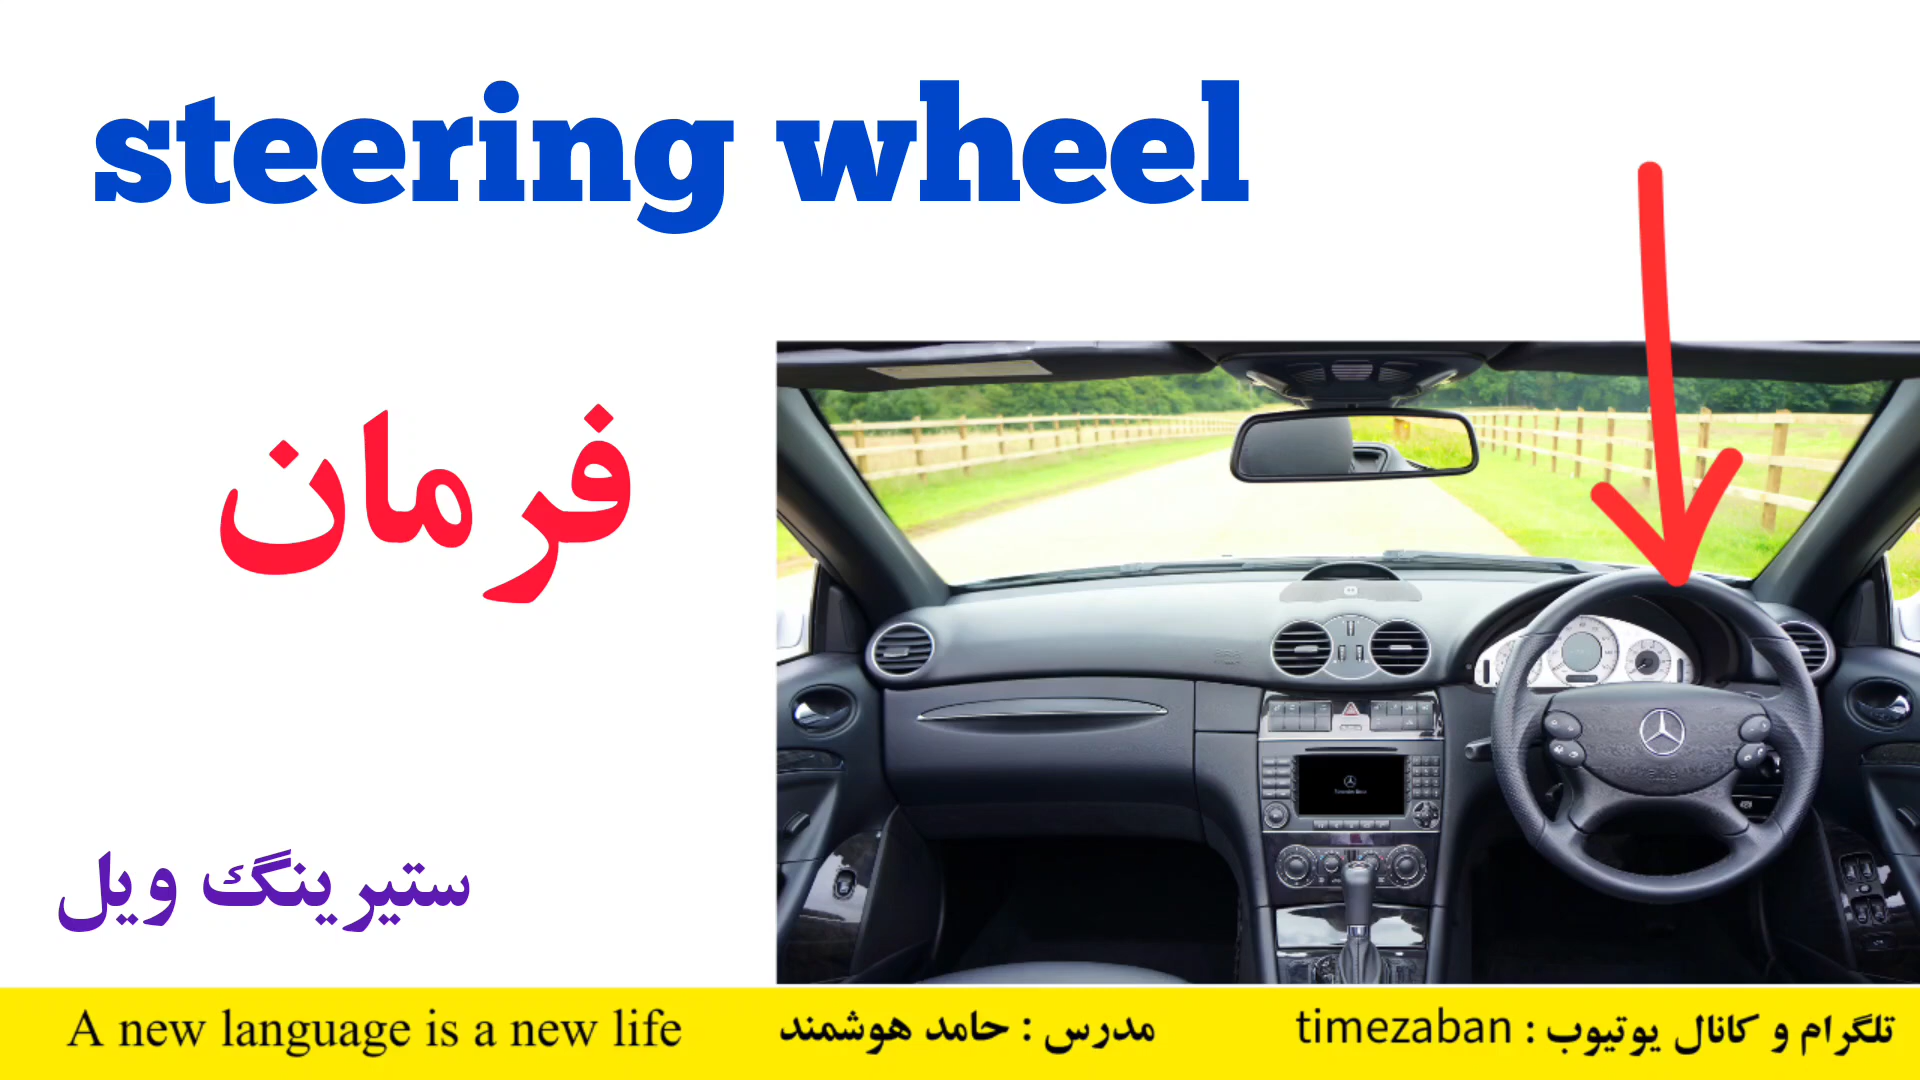 steering wheel
فرمان
ستیرینگ ویل
A new language is a new life
مدرس : حامد هوشمند
تلگرام و کانال یوتیوب : timezaban